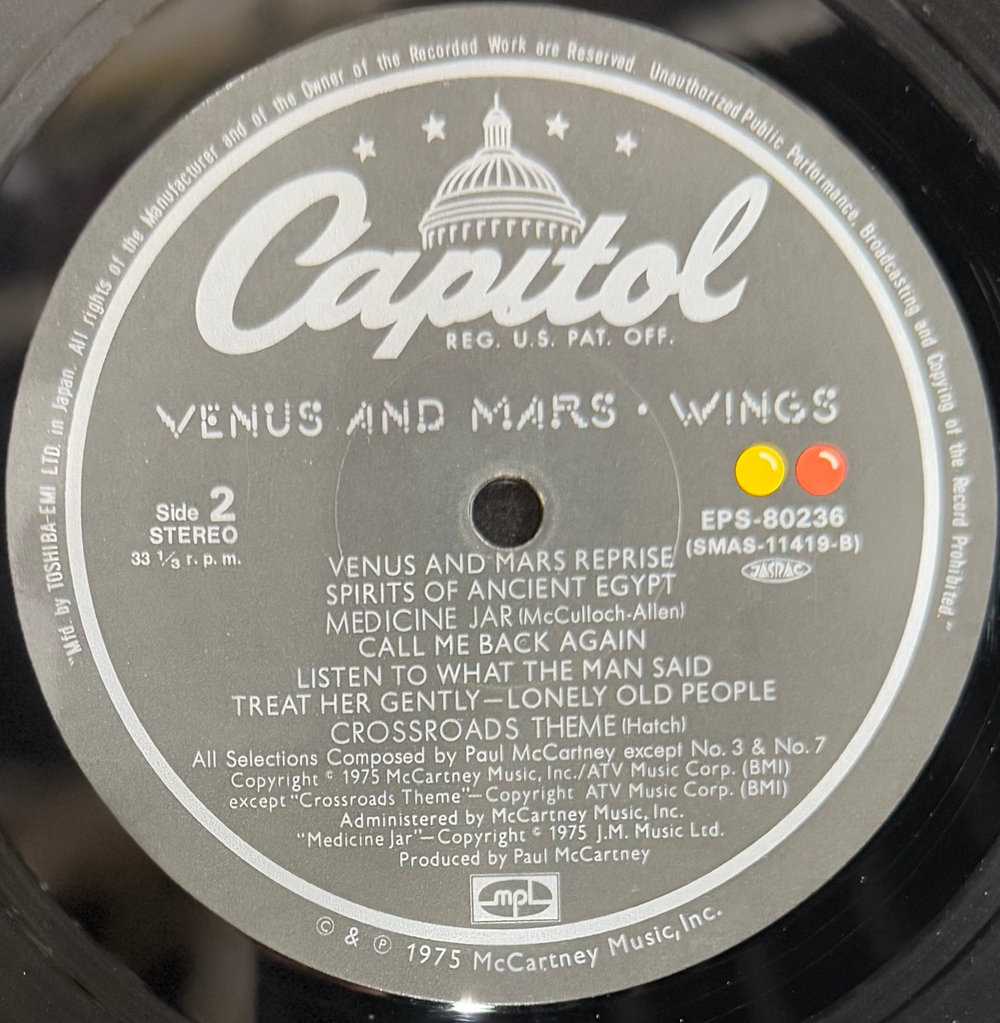 "Mfd. by TOSHIBA-EMI LTD. in Japan. All rights of the Manufacturer and of the Owner of the Recorded Work are Reserved. Unauthorized Public Performance, Broadcasting and Copying of the Record Prohibited."
Capitol
REG. U.S. PAT. OFF.
VENUS AND MARS • WINGS
Side 2
STEREO
33 1/3 r. p. m.
EPS-80236
(SMAS-11419-B)
JASRAC
VENUS AND MARS REPRISE
SPIRITS OF ANCIENT EGYPT
MEDICINE JAR (McCulloch-Allen)
CALL ME BACK AGAIN
LISTEN TO WHAT THE MAN SAID
TREAT HER GENTLY—LONELY OLD PEOPLE
CROSSROADS THEME (Hatch)
All Selections Composed by Paul McCartney except No. 3 & No. 7
Copyright © 1975 McCartney Music, Inc./ATV Music Corp. (BMI)
except "Crossroads Theme"—Copyright ATV Music Corp. (BMI)
Administered by McCartney Music, Inc.
"Medicine Jar"—Copyright © 1975 J.M. Music Ltd.
Produced by Paul McCartney
mpl
© & ℗ 1975 McCartney Music, Inc.